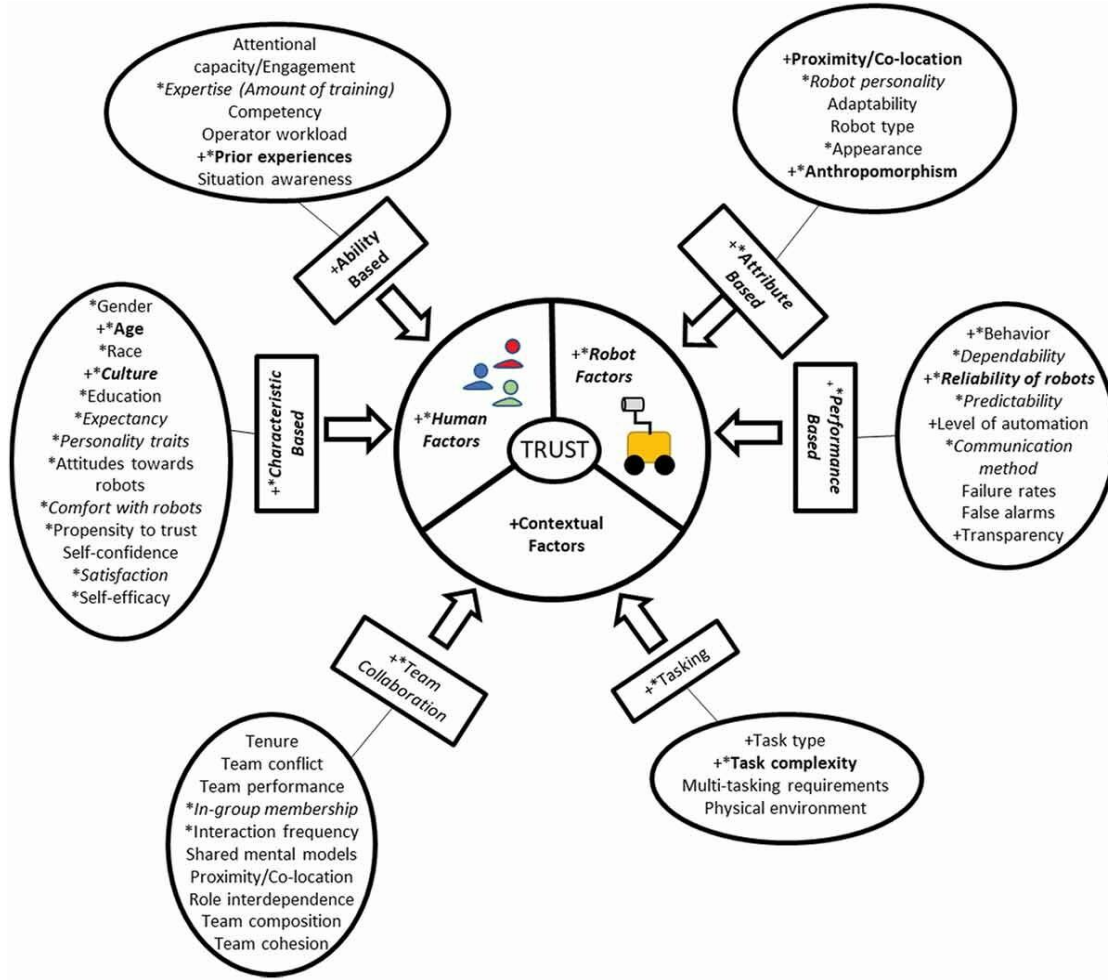 Attentional
capacity/Engagement
*Expertise (Amount of training)
Competency
Operator workload
+*Prior experiences
Situation awareness
+Proximity/Co-location
*Robot personality
Adaptability
Robot type
*Appearance
+*Anthropomorphism
+Ability
Based
+*Attribute
Based
*Gender
+*Age
*Race
+*Culture
*Education
*Expectancy
*Personality traits
*Attitudes towards
robots
*Comfort with robots
*Propensity to trust
Self-confidence
*Satisfaction
*Self-efficacy
+*Characteristic
Based
+*Human
Factors
+*Robot
Factors
TRUST
+Contextual
Factors
+*Performance
Based
+*Behavior
*Dependability
+*Reliability of robots
*Predictability
+Level of automation
*Communication
method
Failure rates
False alarms
+Transparency
+*Team
Collaboration
+*Tasking
Tenure
Team conflict
Team performance
*In-group membership
*Interaction frequency
Shared mental models
Proximity/Co-location
Role interdependence
Team composition
Team cohesion
+Task type
+*Task complexity
Multi-tasking requirements
Physical environment